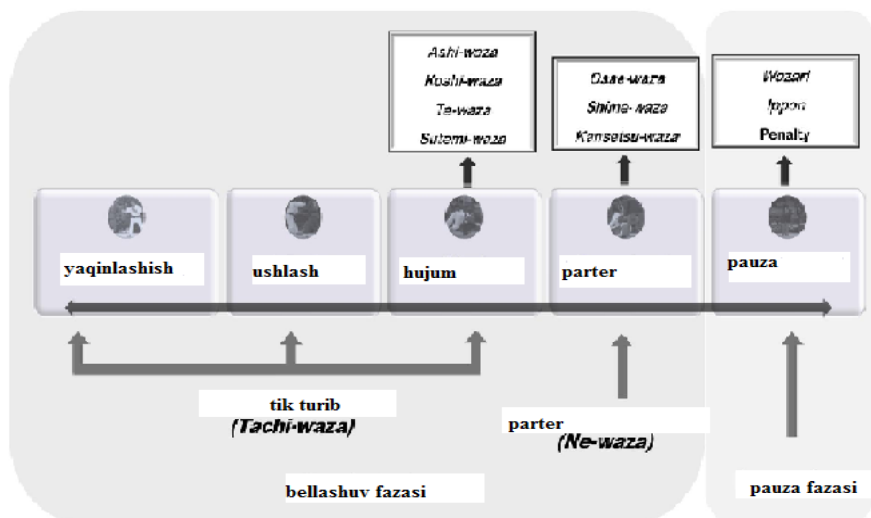 Ashi-waza
Koshi-waza
Te-waza
Sutemi-waza
Osae-waza
Shime-waza
Kansetsu-waza
Wazari
Ippon
Penalty
yaqinlashish
ushlash
hujum
parter
pauza
tik turib
(Tachi-waza)
parter
(Ne-waza)
bellashuv fazasi
pauza fazasi